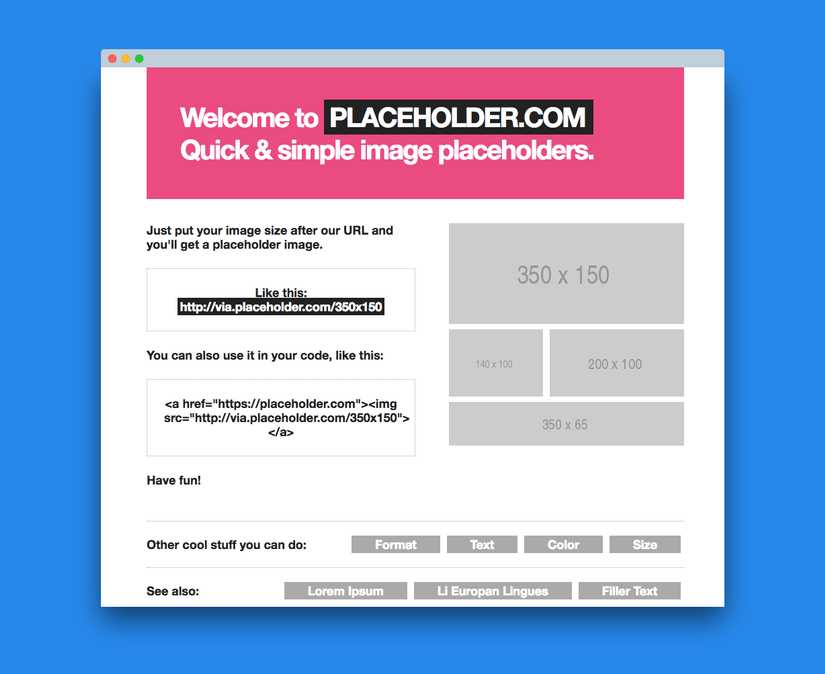 Welcome to PLACEHOLDER.COM
Quick & simple image placeholders.
Just put your image size after our URL and
you'll get a placeholder image.
Like this:
http://via.placeholder.com/350x150
You can also use it in your code, like this:
<a href="https://placeholder.com"><img
src="http://via.placeholder.com/350x150">
</a>
Have fun!
350 x 150
140 x 100
200 x 100
350 x 65
Other cool stuff you can do:
Format
Text
Color
Size
See also:
Lorem Ipsum
Li Europan Lingues
Filler Text